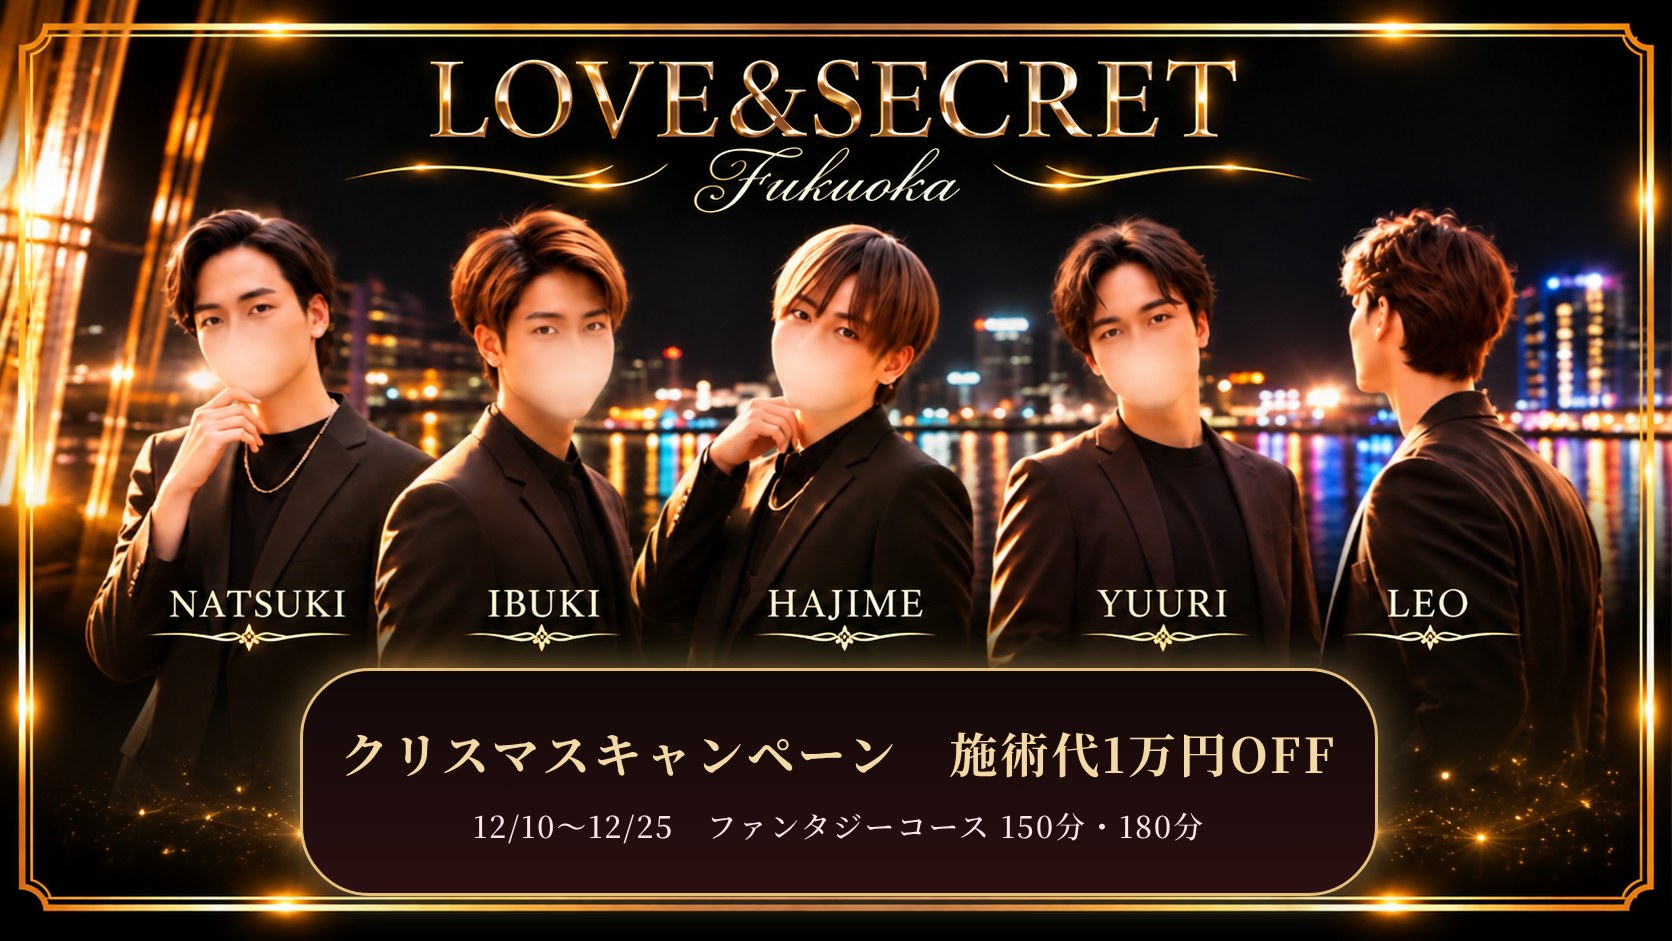 LOVE&SECRET
Fukuoka
NATSUKI
IBUKI
HAJIME
YUURI
LEO
クリスマスキャンペーン　施術代1万円OFF
12/10〜12/25　ファンタジーコース 150分・180分